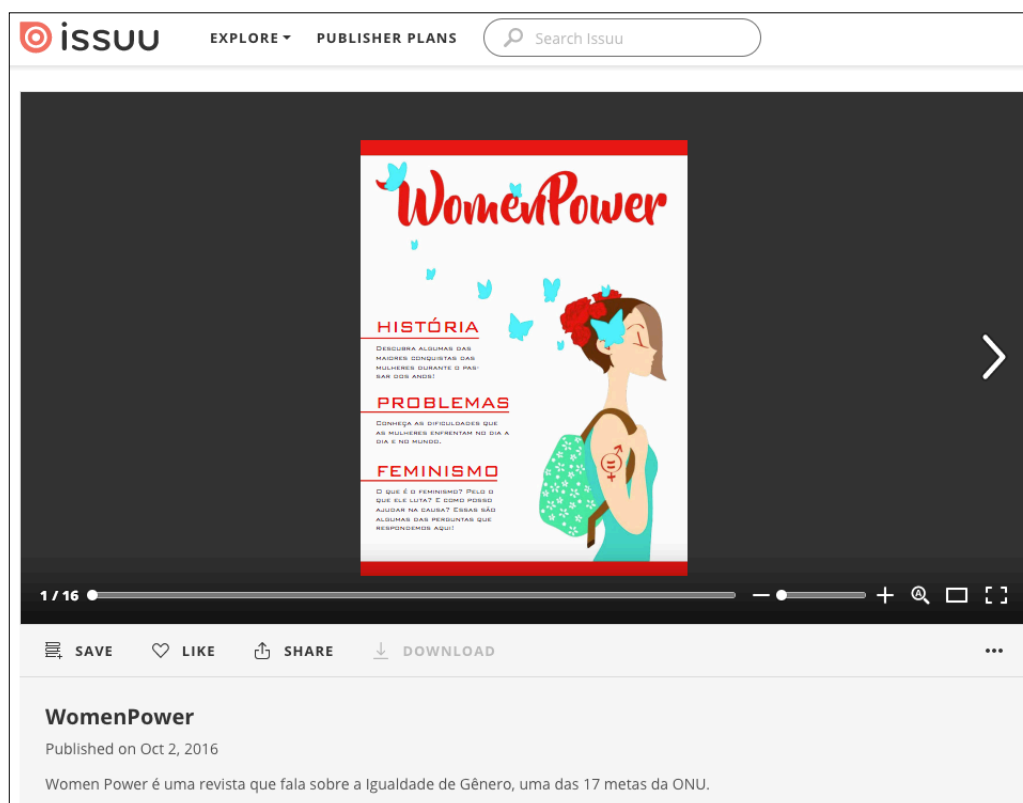 issuu EXPLORE PUBLISHER PLANS Search Issuu
WomenPower
HISTÓRIA
DESCUBRA ALGUMAS DAS
MAIORES CONQUISTAS DAS
MULHERES DURANTE O PAS-
SAR DOS ANOS!
PROBLEMAS
CONHEÇA AS DIFICULDADES QUE
AS MULHERES ENFRENTAM NO DIA A
DIA E NO MUNDO.
FEMINISMO
O QUE É O FEMINISMO? PELO O
QUE ELE LUTA? E COMO POSSO
AJUDAR NA CAUSA? ESSAS SÃO
ALGUMAS DAS PERGUNTAS QUE
RESPONDEMOS AQUI!
1 / 16
SAVE LIKE SHARE DOWNLOAD
WomenPower
Published on Oct 2, 2016
Women Power é uma revista que fala sobre a Igualdade de Gênero, uma das 17 metas da ONU.